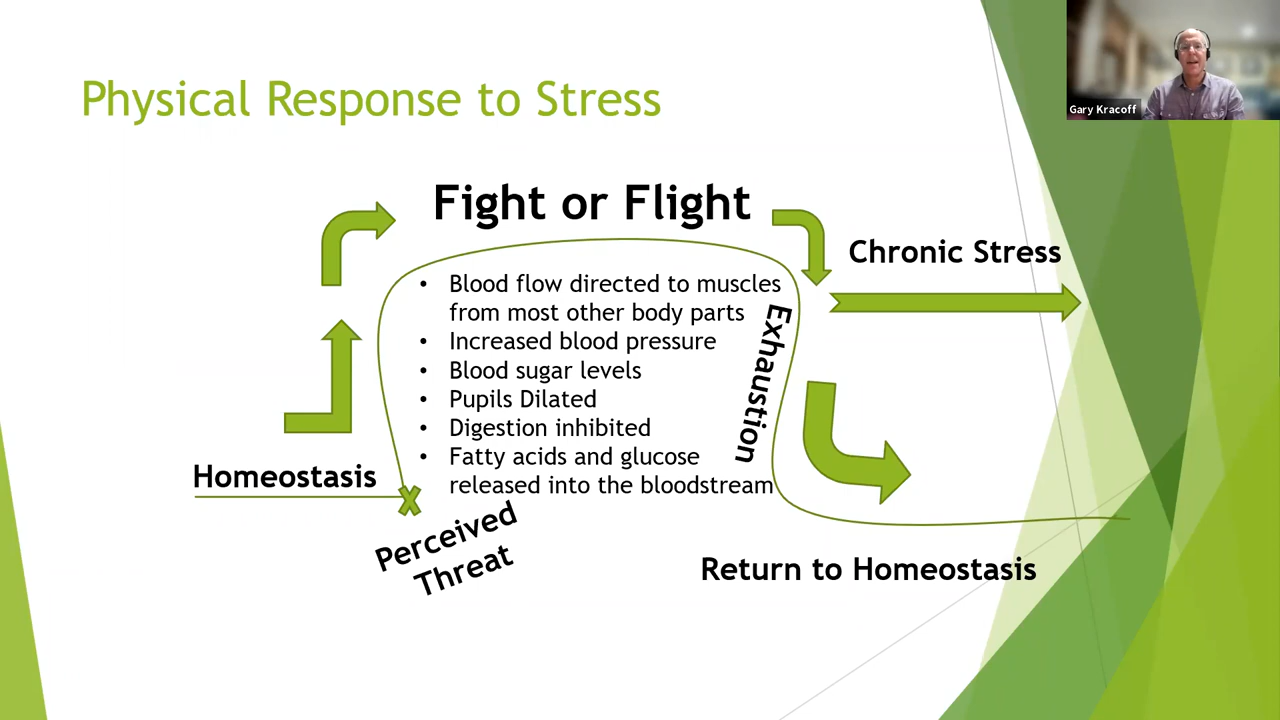 Physical Response to Stress
Gary Kracoff
Fight or Flight
Chronic Stress
• Blood flow directed to muscles
from most other body parts
• Increased blood pressure
• Blood sugar levels
• Pupils Dilated
• Digestion inhibited
• Fatty acids and glucose
released into the bloodstream
Exhaustion
Homeostasis
Perceived
Threat
Return to Homeostasis